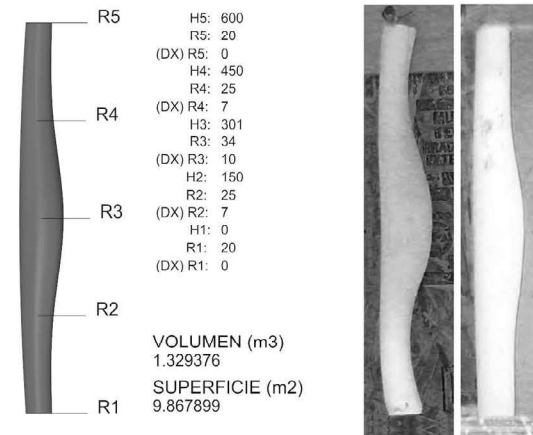 R5
R4
R3
R2
R1
H5: 600
R5: 20
(DX) R5: 0
H4: 450
R4: 25
(DX) R4: 7
H3: 301
R3: 34
(DX) R3: 10
H2: 150
R2: 25
(DX) R2: 7
H1: 0
R1: 20
(DX) R1: 0
VOLUMEN (m3)
1.329376
SUPERFICIE (m2)
9.867899